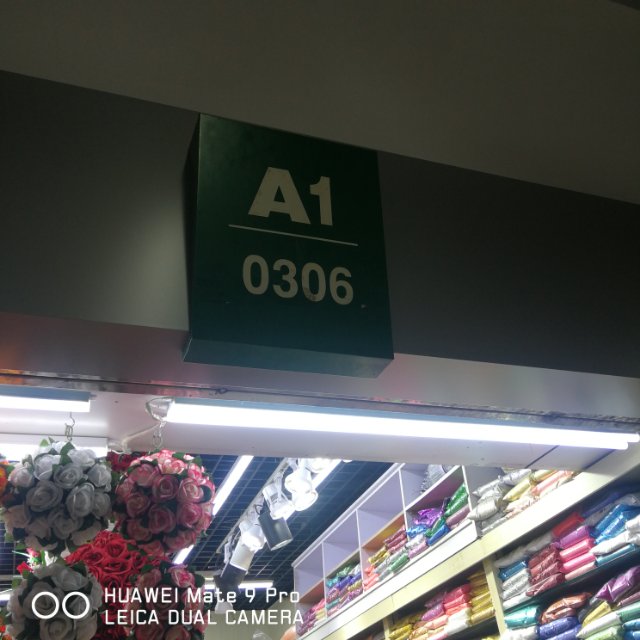 A1
0306
HUAWEI Mate 9 Pro
LEICA DUAL CAMERA